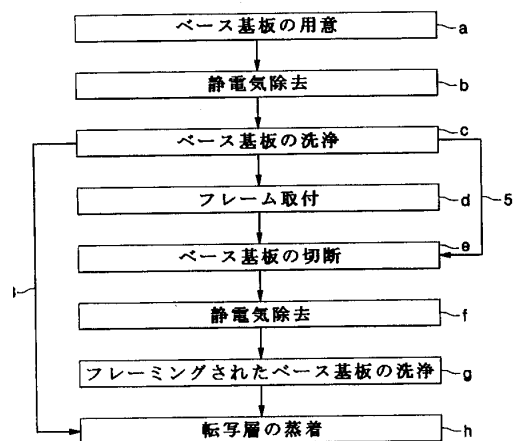 ベース基板の用意 a
静電気除去 b
ベース基板の洗浄 c
フレーム取付 d
5
ベース基板の切断 e
静電気除去 f
フレーミングされたベース基板の洗浄 g
転写層の蒸着 h